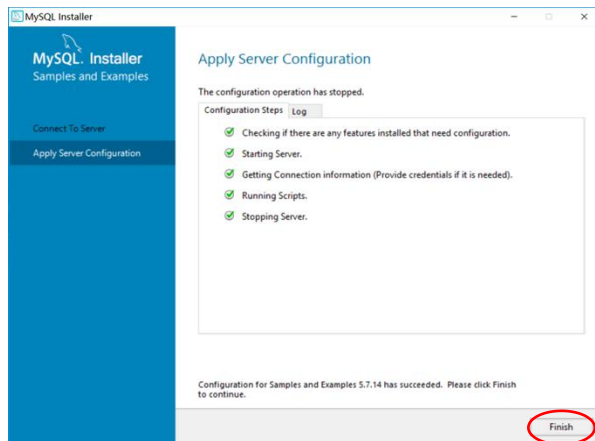 MySQL Installer
MySQL. Installer
Samples and Examples
Connect To Server
Apply Server Configuration
Apply Server Configuration
The configuration operation has stopped.
Configuration Steps Log
Checking if there are any features installed that need configuration.
Starting Server.
Getting Connection information (Provide credentials if it is needed).
Running Scripts.
Stopping Server.
Configuration for Samples and Examples 5.7.14 has succeeded. Please click Finish
to continue.
Finish